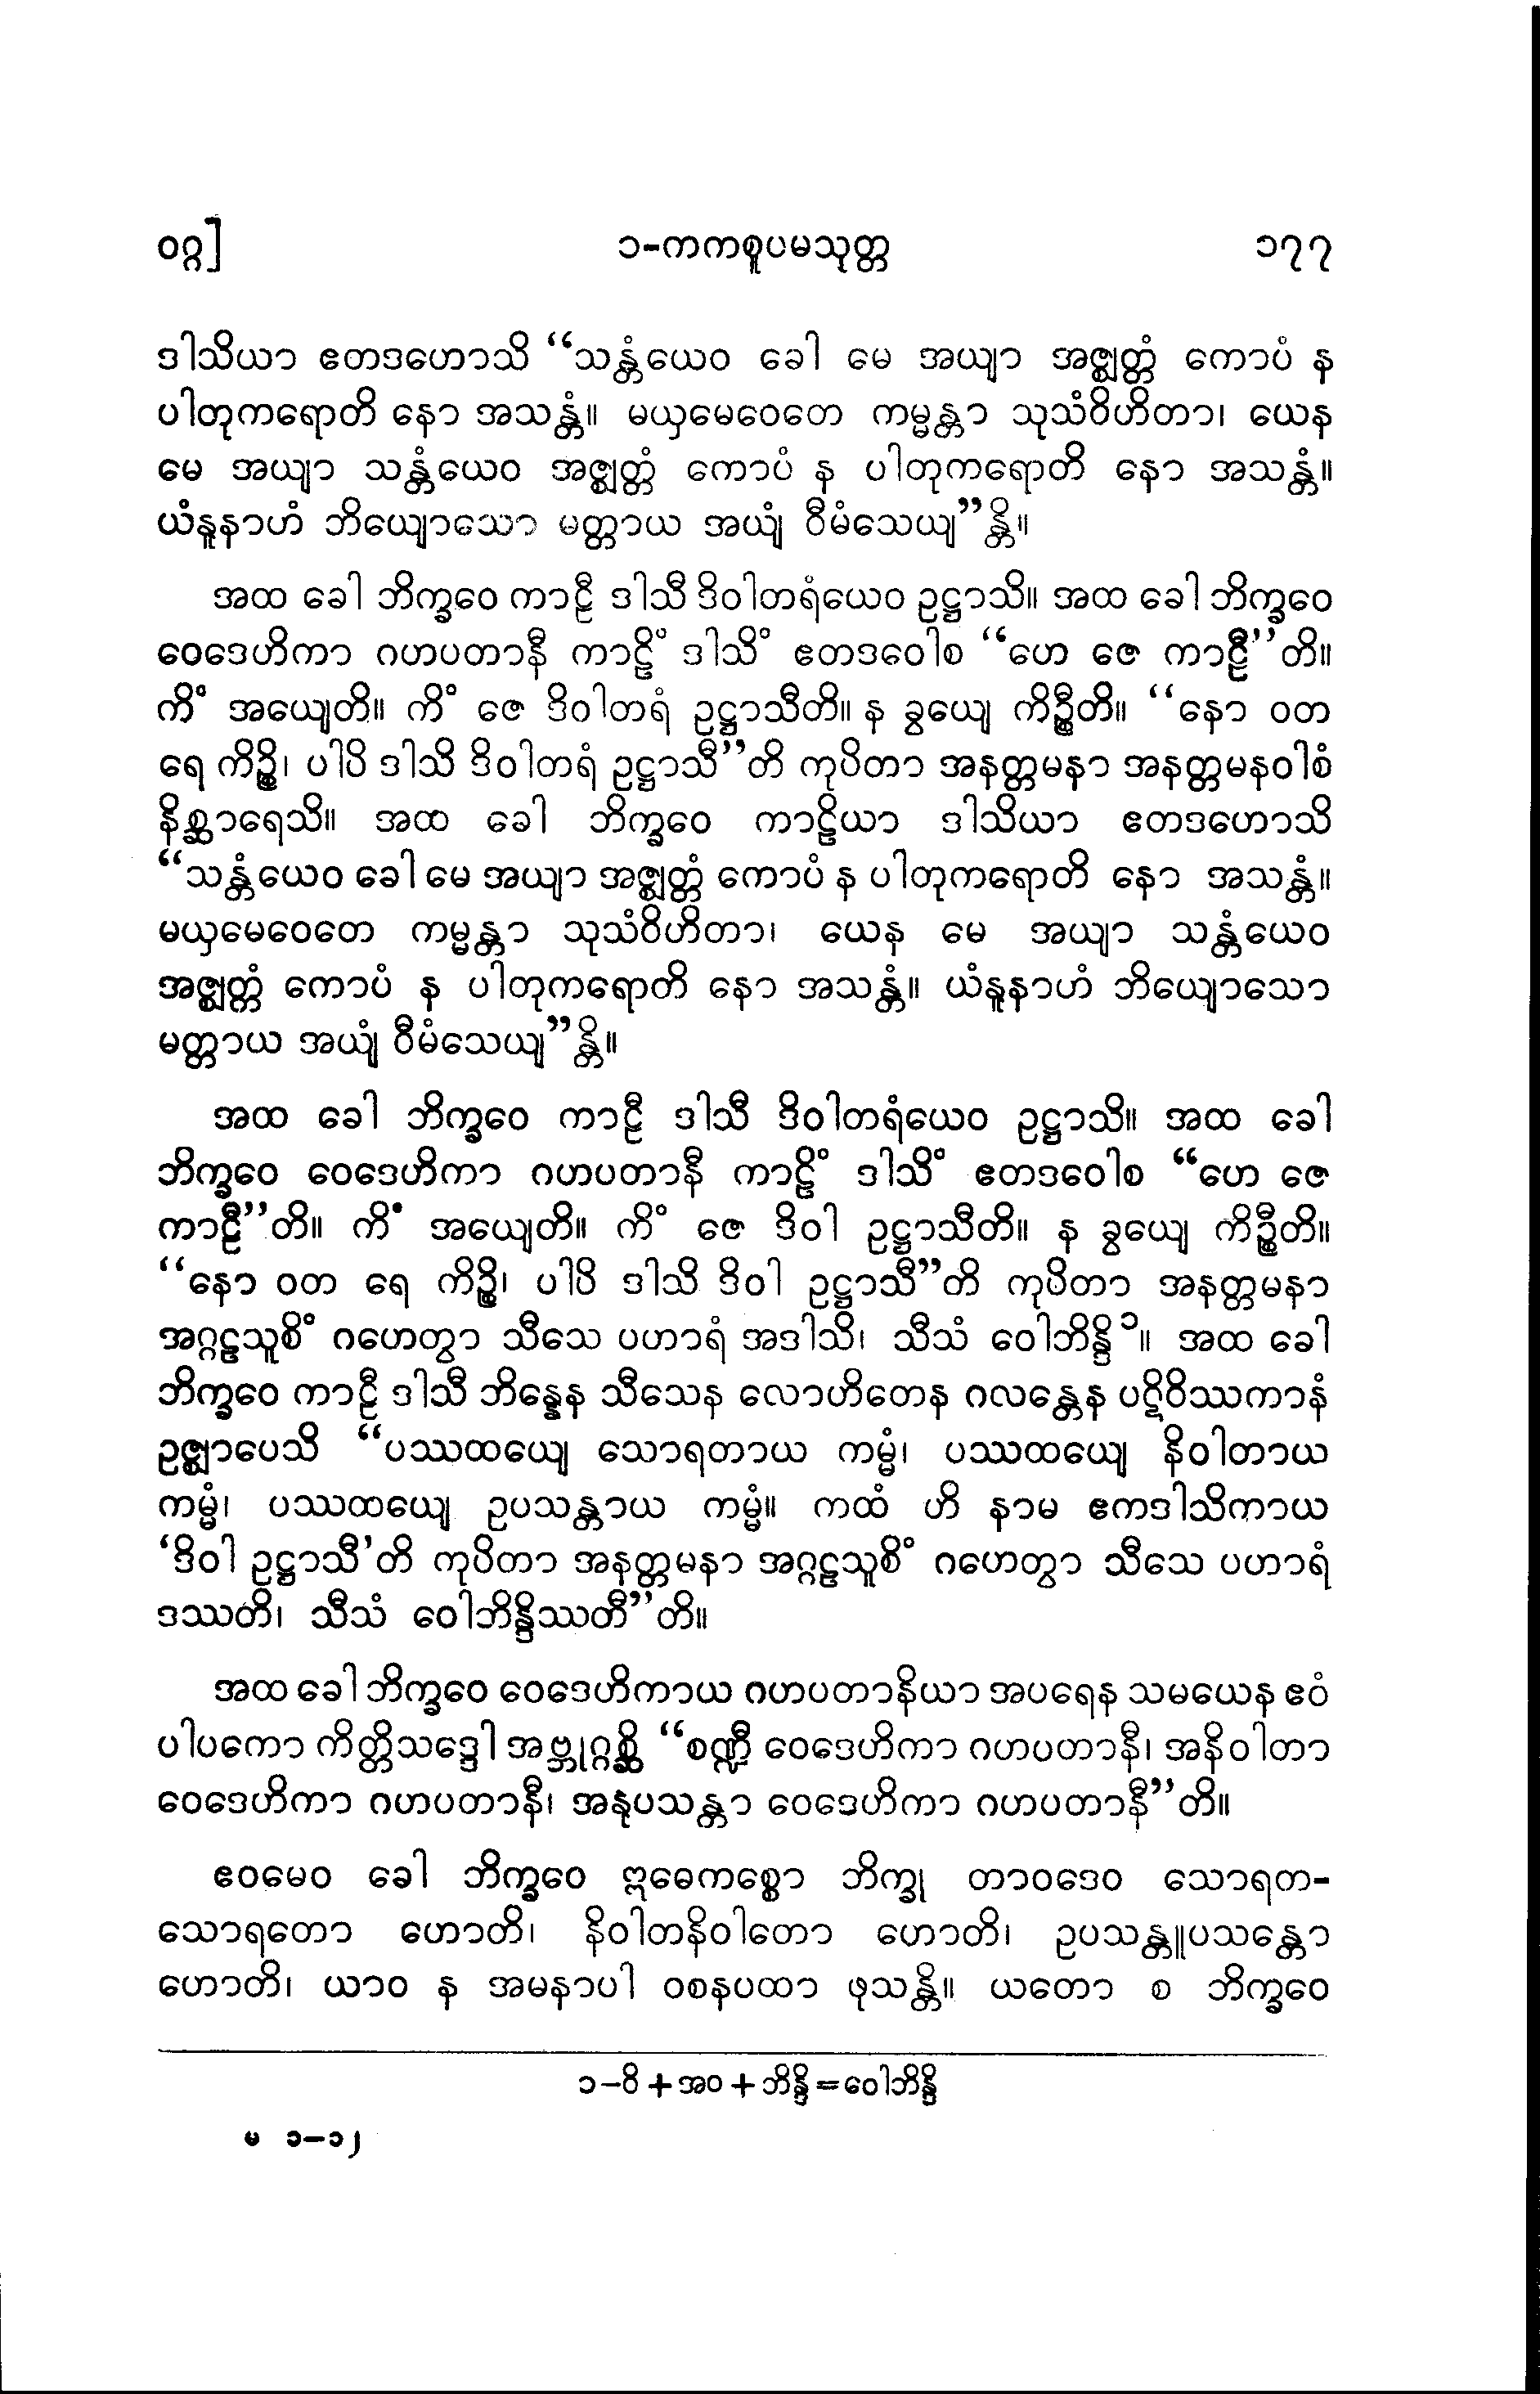 ဝဂ္ဂ]
၁-ကကစူပမသုတ္တ
၁၇၇
ဒါသိယာ ဧတဒဟောသိ “သန္တံယေဝ ခေါ မေ အယျာ အဇ္ဈတ္တံ ကောပံ န
ပါတုကရောတိ နော အသန္တံ။ မယှမေဝေတေ ကမ္မန္တာ သုသံဝိဟိတာ၊ ယေန
မေ အယျာ သန္တံယေဝ အဇ္ဈတ္တံ ကောပံ န ပါတုကရောတိ နော အသန္တံ။
ယံနူနာဟံ ဘိယျောသော မတ္တာယ အယျံ ဝီမံသေယျ”န္တိ။
အထ ခေါ ဘိက္ခဝေ ကာဠီ ဒါသီ ဒိဝါတရံယေဝ ဥဋ္ဌာသိ။ အထ ခေါ ဘိက္ခဝေ
ဝေဒေဟိကာ ဂဟပတာနီ ကာဠိံ ဒါသိံ ဧတဒဝေါစ “ဟေ ဇေ ကာဠီ”တိ။
ကိံ အယျေတိ။ ကိံ ဇေ ဒိဝါတရံ ဥဋ္ဌာသီတိ။ န ခွယျေ ကိဉ္စီတိ။ “နော ဝတ
ရေ ကိဉ္စိ၊ ပါပိ ဒါသိ ဒိဝါတရံ ဥဋ္ဌာသီ”တိ ကုပိတာ အနတ္တမနာ အနတ္တမနဝါစံ
နိစ္ဆာရေသိ။ အထ ခေါ ဘိက္ခဝေ ကာဠိယာ ဒါသိယာ ဧတဒဟောသိ
“သန္တံယေဝ ခေါ မေ အယျာ အဇ္ဈတ္တံ ကောပံ န ပါတုကရောတိ နော အသန္တံ။
မယှမေဝေတေ ကမ္မန္တာ သုသံဝိဟိတာ၊ ယေန မေ အယျာ သန္တံယေဝ
အဇ္ဈတ္တံ ကောပံ န ပါတုကရောတိ နော အသန္တံ။ ယံနူနာဟံ ဘိယျောသော
မတ္တာယ အယျံ ဝီမံသေယျ”န္တိ။
အထ ခေါ ဘိက္ခဝေ ကာဠီ ဒါသီ ဒိဝါတရံယေဝ ဥဋ္ဌာသိ။ အထ ခေါ
ဘိက္ခဝေ ဝေဒေဟိကာ ဂဟပတာနီ ကာဠိံ ဒါသိံ ဧတဒဝေါစ “ဟေ ဇေ
ကာဠီ”တိ။ ကိံ အယျေတိ။ ကိံ ဇေ ဒိဝါ ဥဋ္ဌာသီတိ။ န ခွယျေ ကိဉ္စီတိ။
“နော ဝတ ရေ ကိဉ္စိ၊ ပါပိ ဒါသိ ဒိဝါ ဥဋ္ဌာသီ”တိ ကုပိတာ အနတ္တမနာ
အဂ္ဂဠသူစိံ ဂဟေတွာ သီသေ ပဟာရံ အဒါသိ၊ သီသံ ဝေါဘိန္ဒိ၁။ အထ ခေါ
ဘိက္ခဝေ ကာဠီ ဒါသီ ဘိန္နေန သီသေန လောဟိတေန ဂလန္တေန ပဋိဝိဿကာနံ
ဥဇ္ဈာပေသိ “ပဿထယျေ သောရတာယ ကမ္မံ၊ ပဿထယျေ နိဝါတာယ
ကမ္မံ၊ ပဿထယျေ ဥပသန္တာယ ကမ္မံ။ ကထံ ဟိ နာမ ဧကဒါသိကာယ
‘ဒိဝါ ဥဋ္ဌာသီ’တိ ကုပိတာ အနတ္တမနာ အဂ္ဂဠသူစိံ ဂဟေတွာ သီသေ ပဟာရံ
ဒဿတိ၊ သီသံ ဝေါဘိန္ဒိဿတီ”တိ။
အထ ခေါ ဘိက္ခဝေ ဝေဒေဟိကာယ ဂဟပတာနိယာ အပရေန သမယေန ဧဝံ
ပါပကော ကိတ္တိသဒ္ဒေါ အဗ္ဘုဂ္ဂစ္ဆိ “စဏ္ဍီ ဝေဒေဟိကာ ဂဟပတာနီ၊ အနိဝါတာ
ဝေဒေဟိကာ ဂဟပတာနီ၊ အနုပသန္တာ ဝေဒေဟိကာ ဂဟပတာနီ”တိ။
ဧဝမေဝ ခေါ ဘိက္ခဝေ ဣဓေကစ္စော ဘိက္ခု တာဝဒေဝ သောရတ-
သောရတော ဟောတိ၊ နိဝါတနိဝါတော ဟောတိ၊ ဥပသန္တူပသန္တော
ဟောတိ၊ ယာဝ န အမနာပါ ဝစနပထာ ဖုသန္တိ။ ယတော စ ဘိက္ခဝေ
၁-ဝိ+အဝ+ဘိန္ဒိ=ဝေါဘိန္ဒိ
မ ၁-၁၂